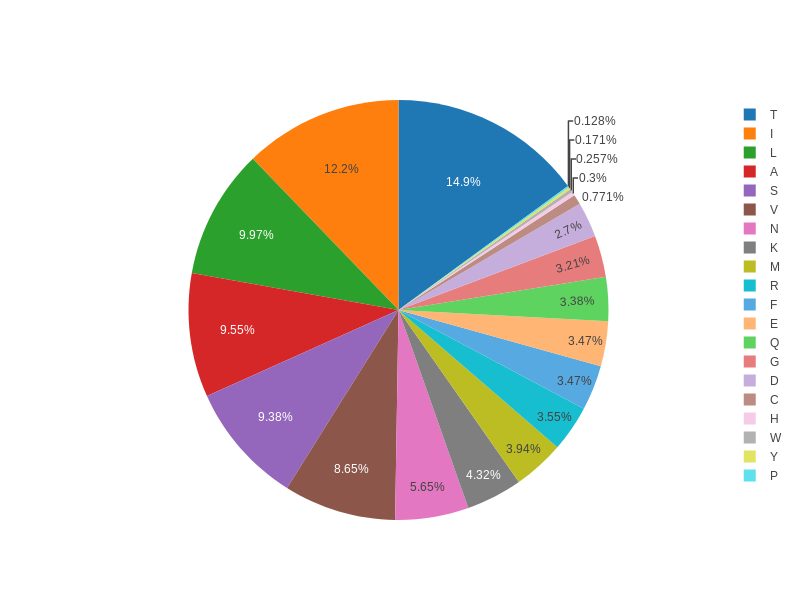 0.128%
0.171%
0.257%
0.3%
0.771%
14.9%
12.2%
9.97%
9.55%
9.38%
8.65%
5.65%
4.32%
3.94%
3.55%
3.47%
3.47%
3.38%
3.21%
2.7%
T
I
L
A
S
V
N
K
M
R
F
E
Q
G
D
C
H
W
Y
P